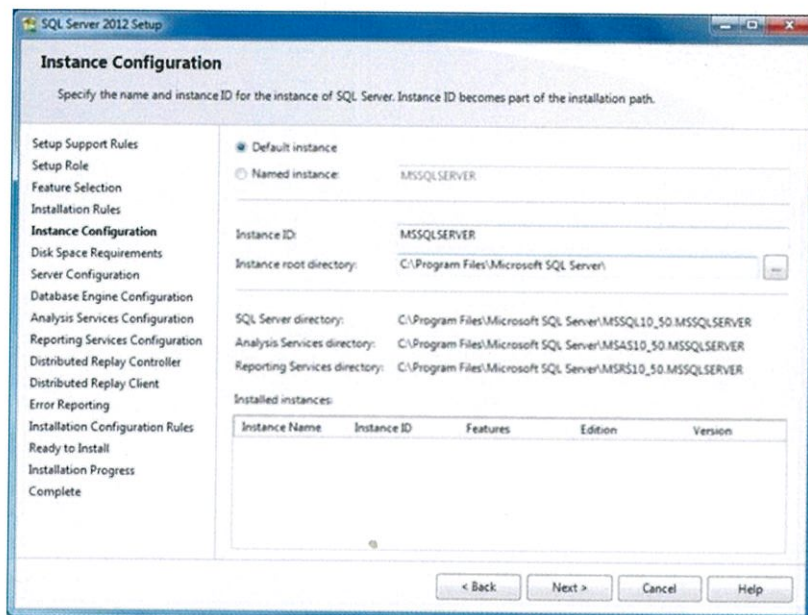 SQL Server 2012 Setup
Instance Configuration
Specify the name and instance ID for the instance of SQL Server. Instance ID becomes part of the installation path.
Setup Support Rules
Setup Role
Feature Selection
Installation Rules
Instance Configuration
Disk Space Requirements
Server Configuration
Database Engine Configuration
Analysis Services Configuration
Reporting Services Configuration
Distributed Replay Controller
Distributed Replay Client
Error Reporting
Installation Configuration Rules
Ready to Install
Installation Progress
Complete
Default instance
Named instance: MSSQLSERVER
Instance ID: MSSQLSERVER
Instance root directory: C:\Program Files\Microsoft SQL Server\ ...
SQL Server directory: C:\Program Files\Microsoft SQL Server\MSSQL10_50.MSSQLSERVER
Analysis Services directory: C:\Program Files\Microsoft SQL Server\MSAS10_50.MSSQLSERVER
Reporting Services directory: C:\Program Files\Microsoft SQL Server\MSRS10_50.MSSQLSERVER
Installed instances:
Instance Name Instance ID Features Edition Version
< Back Next > Cancel Help